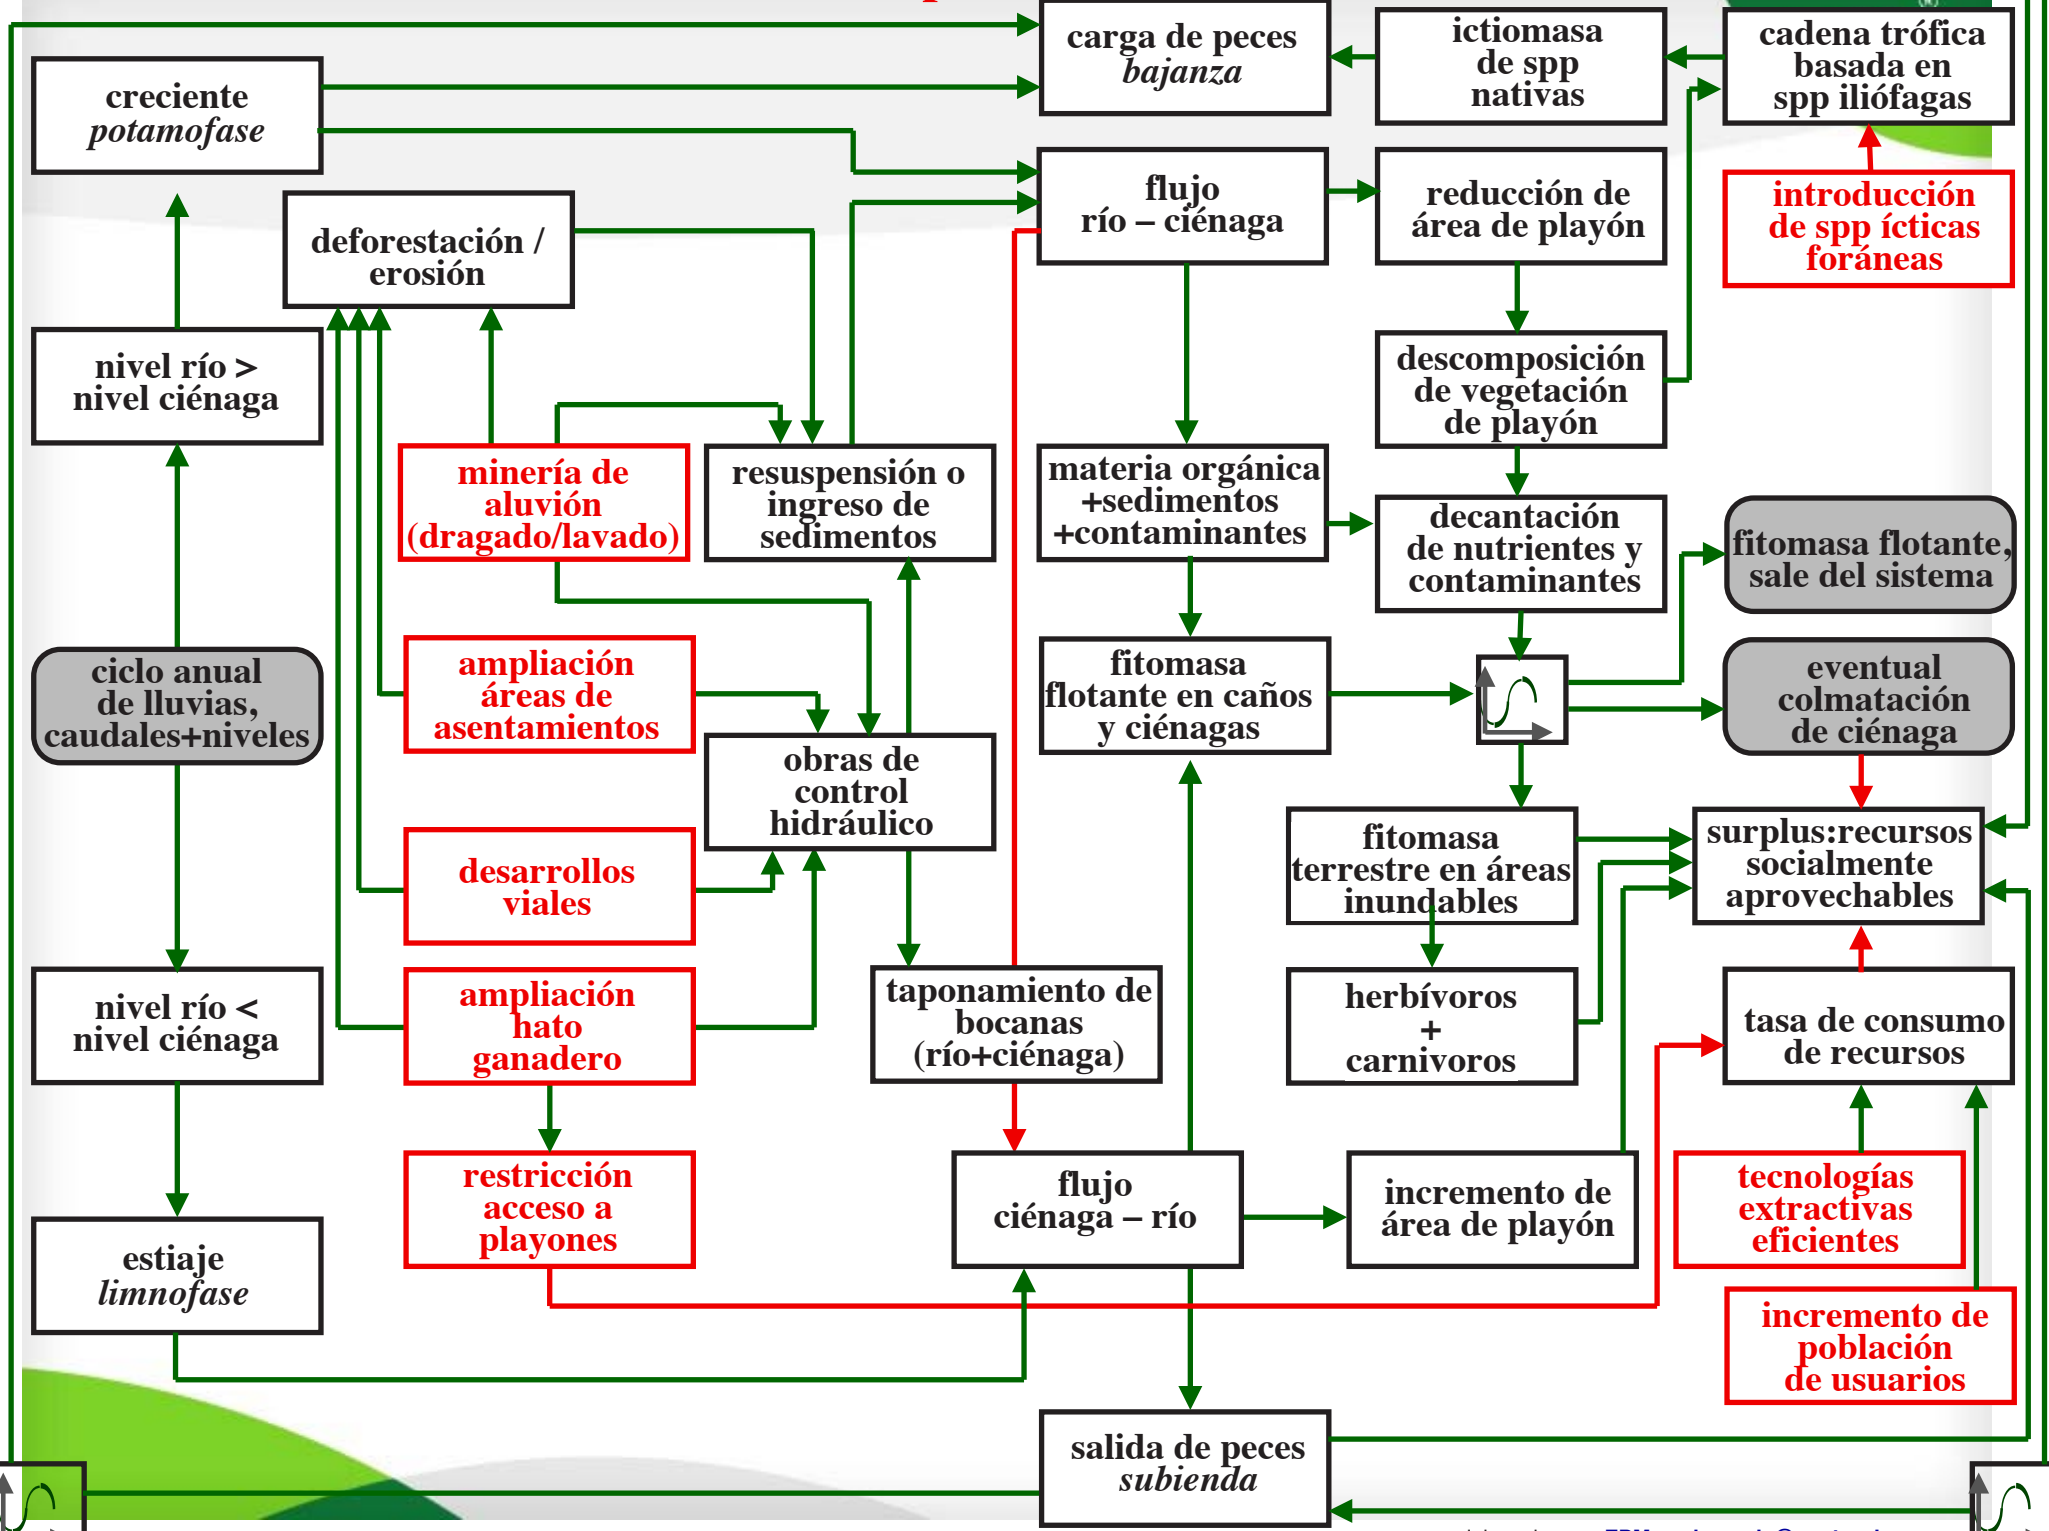 carga de peces
bajanza
ictiomasa
de spp
nativas
cadena trófica
basada en
spp iliófagas
creciente
potamofase
flujo
río – ciénaga
reducción de
área de playón
introducción
de spp ícticas
foráneas
deforestación /
erosión
nivel río >
nivel ciénaga
descomposición
de vegetación
de playón
minería de
aluvión
(dragado/lavado)
resuspensión o
ingreso de
sedimentos
materia orgánica
+sedimentos
+contaminantes
decantación
de nutrientes y
contaminantes
fitomasa flotante,
sale del sistema
ciclo anual
de lluvias,
caudales+niveles
ampliación
áreas de
asentamientos
fitomasa
flotante en caños
y ciénagas
eventual
colmatación
de ciénaga
obras de
control
hidráulico
desarrollos
viales
fitomasa
terrestre en áreas
inundables
surplus:recursos
socialmente
aprovechables
nivel río <
nivel ciénaga
ampliación
hato
ganadero
taponamiento de
bocanas
(río+ciénaga)
herbívoros
+
carnivoros
tasa de consumo
de recursos
restricción
acceso a
playones
flujo
ciénaga – río
incremento de
área de playón
tecnologías
extractivas
eficientes
estiaje
limnofase
incremento de
población
de usuarios
salida de peces
subienda